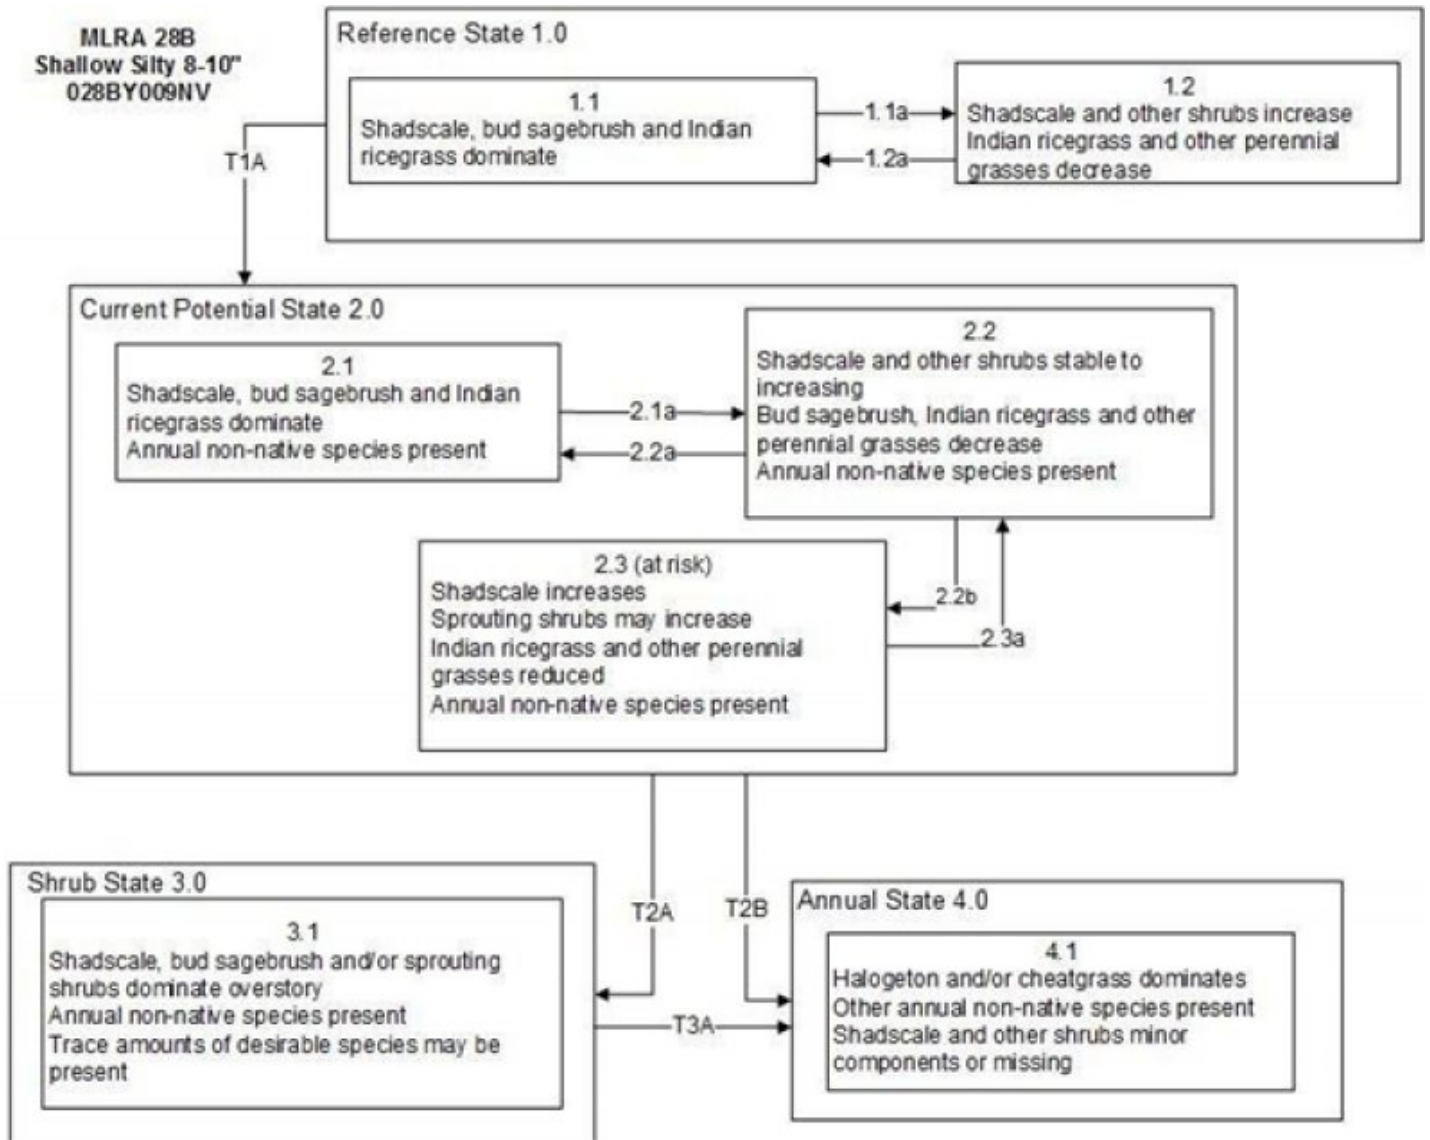 MLRA 28B
Shallow Silty 8-10"
028BY009NV
Reference State 1.0
1.1
Shadscale, bud sagebrush and Indian
ricegrass dominate
1.1a
1.2a
1.2
Shadscale and other shrubs increase
Indian ricegrass and other perennial
grasses decrease
T1A
Current Potential State 2.0
2.1
Shadscale, bud sagebrush and Indian
ricegrass dominate
Annual non-native species present
2.1a
2.2a
2.2
Shadscale and other shrubs stable to
increasing
Bud sagebrush, Indian ricegrass and other
perennial grasses decrease
Annual non-native species present
2.3 (at risk)
Shadscale increases
Sprouting shrubs may increase
Indian ricegrass and other perennial
grasses reduced
Annual non-native species present
2.2b
2.3a
T2A
T2B
Shrub State 3.0
3.1
Shadscale, bud sagebrush and/or sprouting
shrubs dominate overstory
Annual non-native species present
Trace amounts of desirable species may be
present
T3A
Annual State 4.0
4.1
Halogeton and/or cheatgrass dominates
Other annual non-native species present
Shadscale and other shrubs minor
components or missing